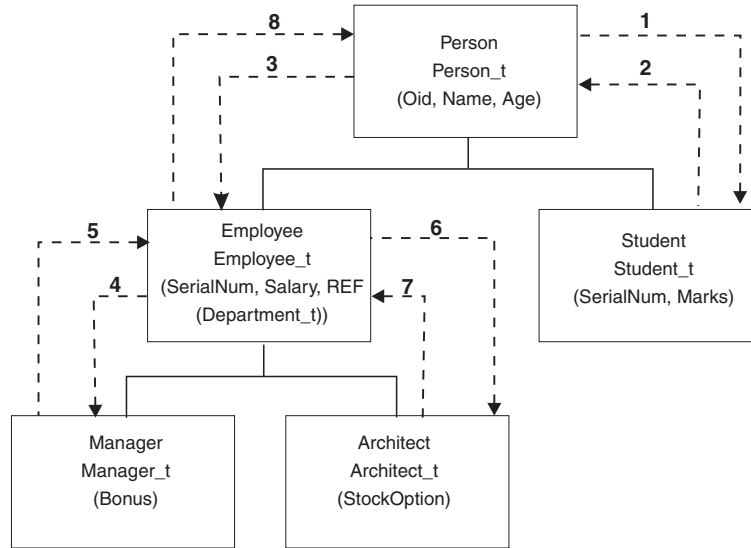 8
1
Person
Person_t
(Oid, Name, Age)
3
2
5
Employee
Employee_t
(SerialNum, Salary, REF
(Department_t))
6
Student
Student_t
(SerialNum, Marks)
4
7
Manager
Manager_t
(Bonus)
Architect
Architect_t
(StockOption)